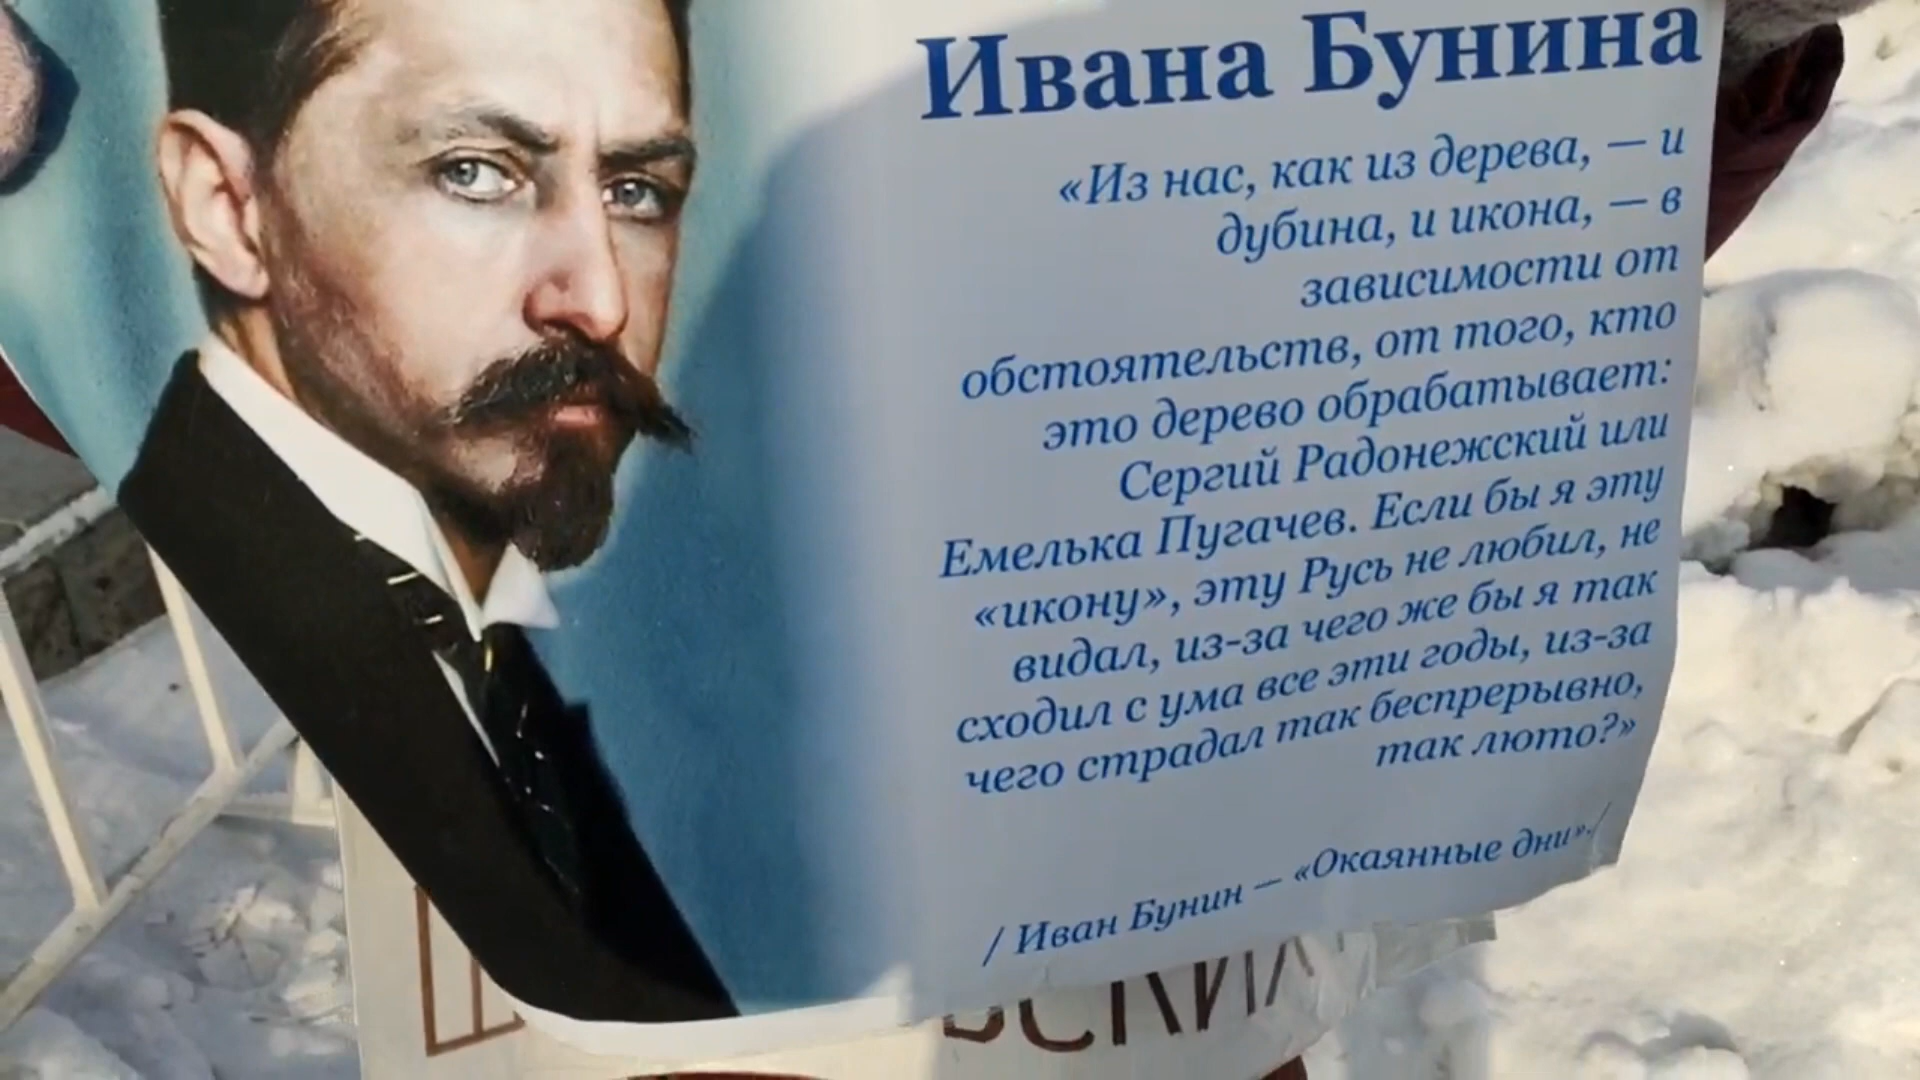 Ивана Бунина
«Из нас, как из дерева, — и
дубина, и икона, — в
зависимости от
обстоятельств, от того, кто
это дерево обрабатывает:
Сергий Радонежский или
Емелька Пугачев. Если бы я эту
«икону», эту Русь не любил, не
видал, из-за чего же бы я так
сходил с ума все эти годы, из-за
чего страдал так беспрерывно,
так люто?»
/ Иван Бунин — «Окаянные дни»./